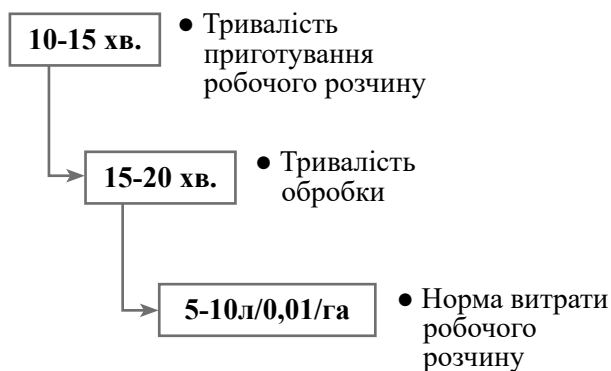 10-15 хв.
● Тривалість
приготування
робочого розчину
15-20 хв.
● Тривалість
обробки
5-10л/0,01/га
● Норма витрати
робочого
розчину